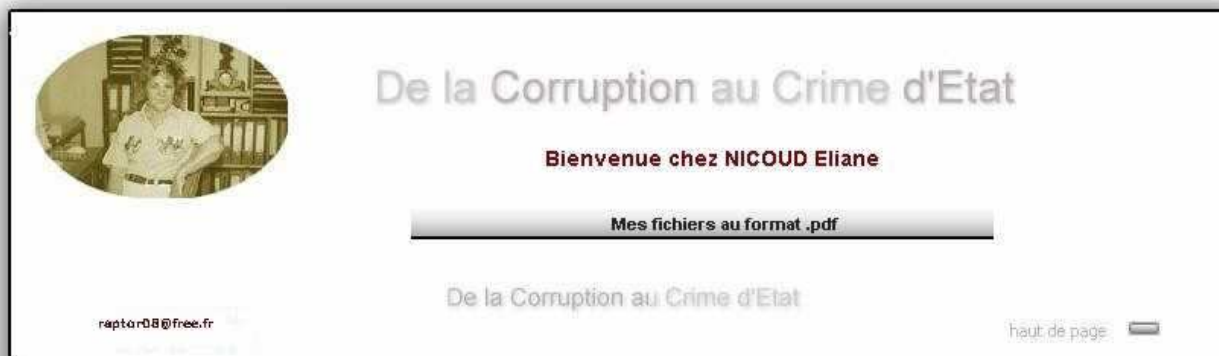 De la Corruption au Crime d'Etat
Bienvenue chez NICOUD Eliane
Mes fichiers au format .pdf
De la Corruption au Crime d'Etat
raptor08@free.fr
haut de page